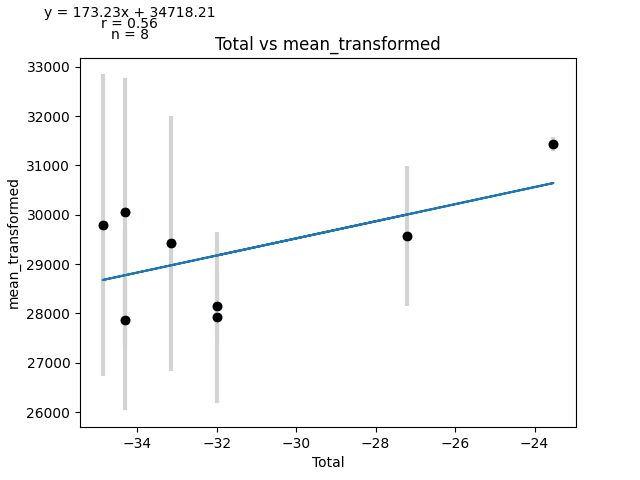 y = 173.23x + 34718.21
r = 0.56
n = 8
Total vs mean_transformed
33000
32000
31000
30000
29000
28000
27000
26000
mean_transformed
−34
−32
−30
−28
−26
−24
Total